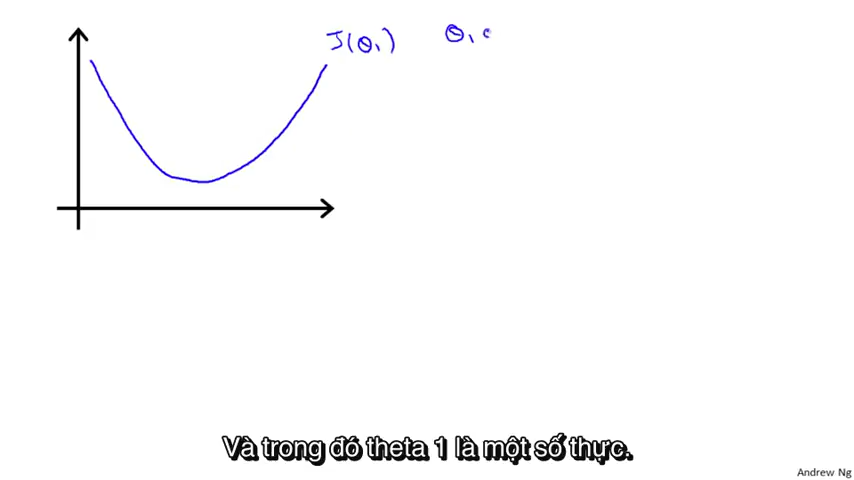 J(θ₁) θ₁
Và trong đó theta 1 là một số thực.
Andrew Ng